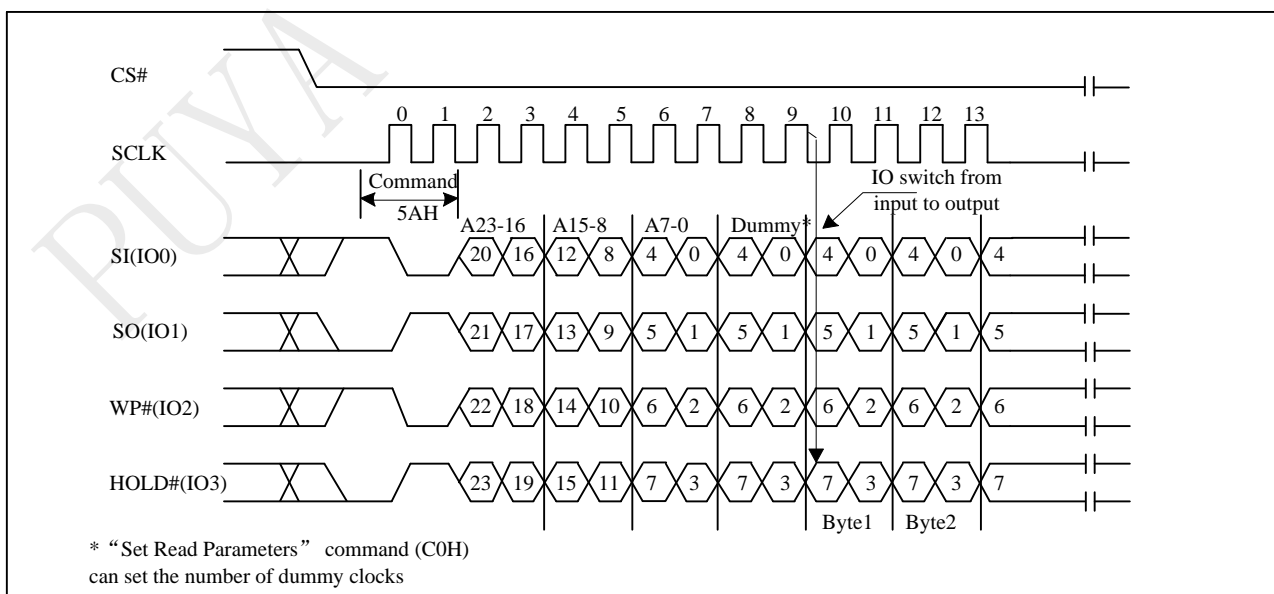 PUYA
CS#
0 1 2 3 4 5 6 7 8 9 10 11 12 13
SCLK
Command
5AH
IO switch from
input to output
A23-16 A15-8 A7-0 Dummy*
SI(IO0) 20 16 12 8 4 0 4 0 4 0 4 0 4
SO(IO1) 21 17 13 9 5 1 5 1 5 1 5 1 5
WP#(IO2) 22 18 14 10 6 2 6 2 6 2 6 2 6
HOLD#(IO3) 23 19 15 11 7 3 7 3 7 3 7 3 7
Byte1 Byte2
* “Set Read Parameters” command (C0H)
can set the number of dummy clocks